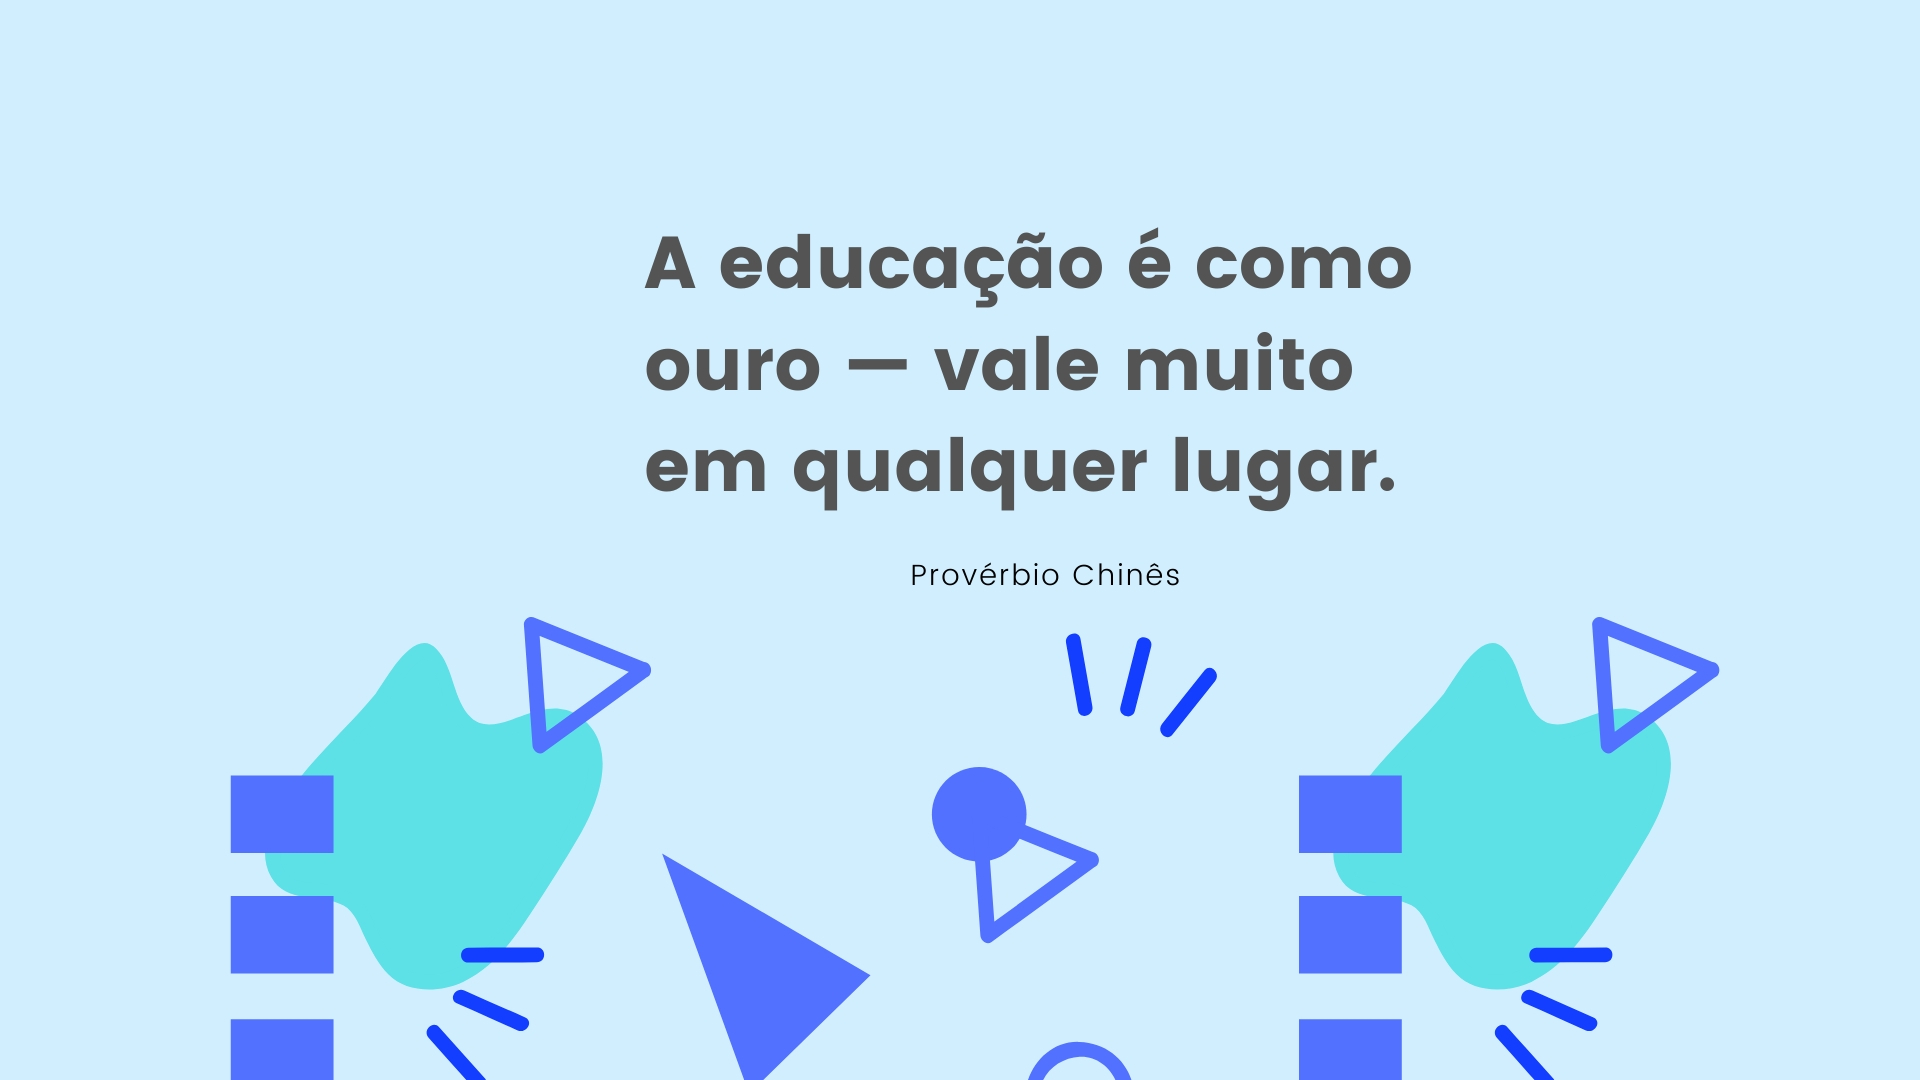 A educação é como
ouro — vale muito
em qualquer lugar.
Provérbio Chinês